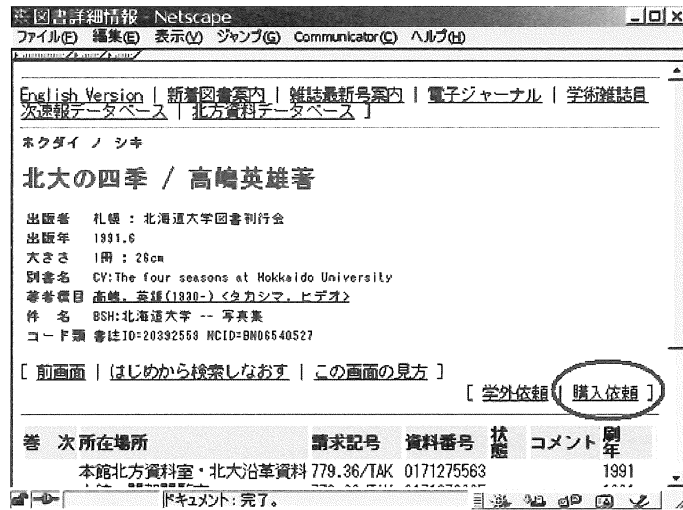 図書詳細情報 - Netscape
ファイル(F) 編集(E) 表示(V) ジャンプ(G) Communicator(C) ヘルプ(H)
English Version | 新着図書案内 | 雑誌最新号案内 | 電子ジャーナル | 学術雑誌目
次速報データベース | 北方資料データベース ]
ホクダイ ノ シキ
北大の四季 / 高嶋英雄著
出版者 札幌 : 北海道大学図書刊行会
出版年 1991.6
大きさ 1冊 ; 26cm
別書名 CV:The four seasons at Hokkaido University
著者標目 高嶋, 英雄(1930-) <タカシマ, ヒデオ>
件 名 BSH:北海道大学 -- 写真集
コード類 書誌ID=20392559 NCID=BN06540527
[ 前画面 | はじめから検索しなおす | この画面の見方 ]
[ 学外依頼 | 購入依頼 ]
巻 次 所在場所 請求記号 資料番号 状態 コメント 刷年
本館北方資料室・北大沿革資料 779.36/TAK 0171275563 1991
ドキュメント: 完了。